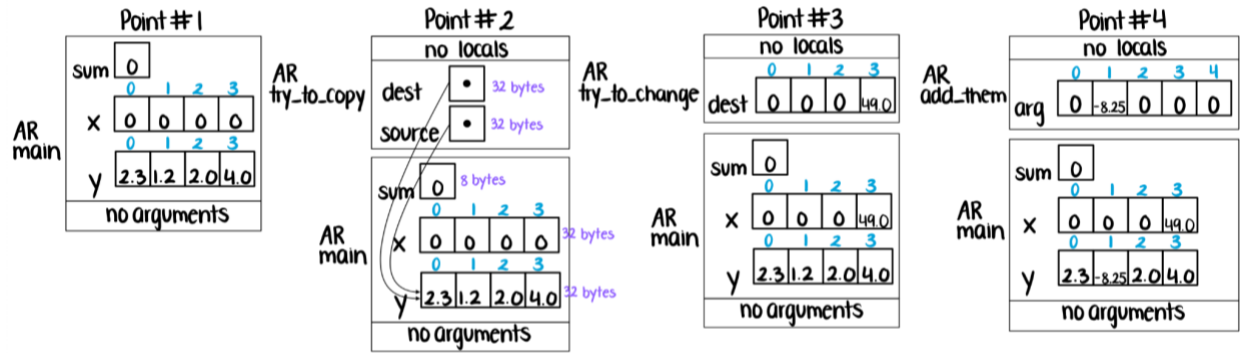 Point #1
sum 0
0 1 2 3
x 0 0 0 0
0 1 2 3
y 2.3 1.2 2.0 4.0
AR
main
no arguments
Point #2
no locals
AR
try_to_copy
dest 32 bytes
source 32 bytes
sum 0 8 bytes
0 1 2 3
x 0 0 0 0 32 bytes
0 1 2 3
y 2.3 1.2 2.0 4.0 32 bytes
AR
main
no arguments
Point #3
no locals
AR
try_to_change
0 1 2 3
dest 0 0 0 49.0
sum 0
0 1 2 3
x 0 0 0 49.0
0 1 2 3
y 2.3 1.2 2.0 4.0
AR
main
no arguments
Point #4
no locals
AR
add_them
0 1 2 3 4
arg 0 -8.25 0 0 0
sum 0
0 1 2 3
x 0 0 0 49.0
0 1 2 3
y 2.3 -8.25 2.0 4.0
AR
main
no arguments